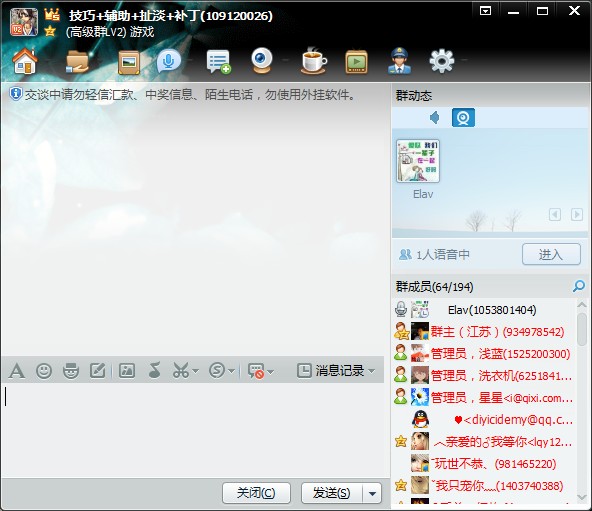 技巧+辅助+扯淡+补丁(109120026)
(高级群LV2) 游戏
交谈中请勿轻信汇款、中奖信息、陌生电话，勿使用外挂软件。
群动态
Elav
1人语音中
进入
群成员(64/194)
Elav(1053801404)
群主（江苏）(934978542)
管理员，浅蓝(1525200300)
管理员，洗衣机(6251841...
管理员，星星<i@qixi.com...
♥<diyicidemy@qq.c...
︿亲爱的♂我等你<lqy12...
玩世不恭、(981465220)
我只宠你灬(1403740388)
消息记录
关闭(C)
发送(S)